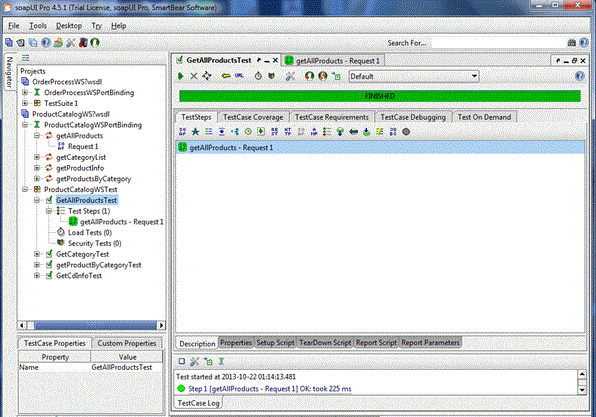 soapUI Pro 4.5.1 (Trial License, soapUI Pro, SmartBear Software)
File Tools Desktop Try Help
Search For...
Navigator
Projects
OrderProcessWS?wsdl
OrderProcessWSPortBinding
TestSuite 1
ProductCatalogWS?wsdl
ProductCatalogWSPortBinding
getAllProducts
Request 1
getCategoryList
getProductInfo
getProductsByCategory
ProductCatalogWSTest
GetAllProductsTest
Test Steps (1)
getAllProducts - Request 1
Load Tests (0)
Security Tests (0)
GetCategoryTest
getProductByCategoryTest
GetCdInfoTest
TestCase Properties Custom Properties
Property Value
Name GetAllProductsTest
GetAllProductsTest getAllProducts - Request 1
URL Default
FINISHED
TestSteps TestCase Coverage TestCase Requirements TestCase Debugging Test On Demand
getAllProducts - Request 1
Description Properties Setup Script TearDown Script Report Script Report Parameters
Test started at 2013-10-22 01:14:13.481
Step 1 [getAllProducts - Request 1] OK: took 225 ms
TestCase Log